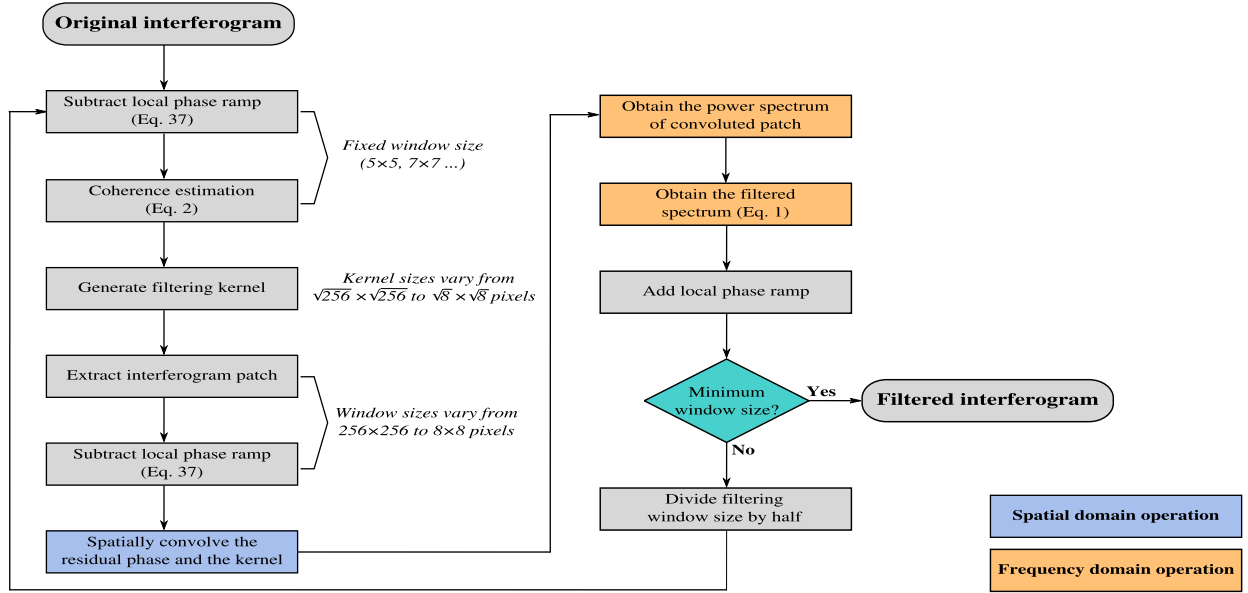 Original interferogram
Subtract local phase ramp
(Eq. 37)
Fixed window size
(5×5, 7×7 ...)
Coherence estimation
(Eq. 2)
Generate filtering kernel
Kernel sizes vary from
√256 ×√256 to √8 ×√8 pixels
Extract interferogram patch
Window sizes vary from
256×256 to 8×8 pixels
Subtract local phase ramp
(Eq. 37)
Spatially convolve the
residual phase and the kernel
Obtain the power spectrum
of convoluted patch
Obtain the filtered
spectrum (Eq. 1)
Add local phase ramp
Minimum
window size?
Yes
Filtered interferogram
No
Divide filtering
window size by half
Spatial domain operation
Frequency domain operation